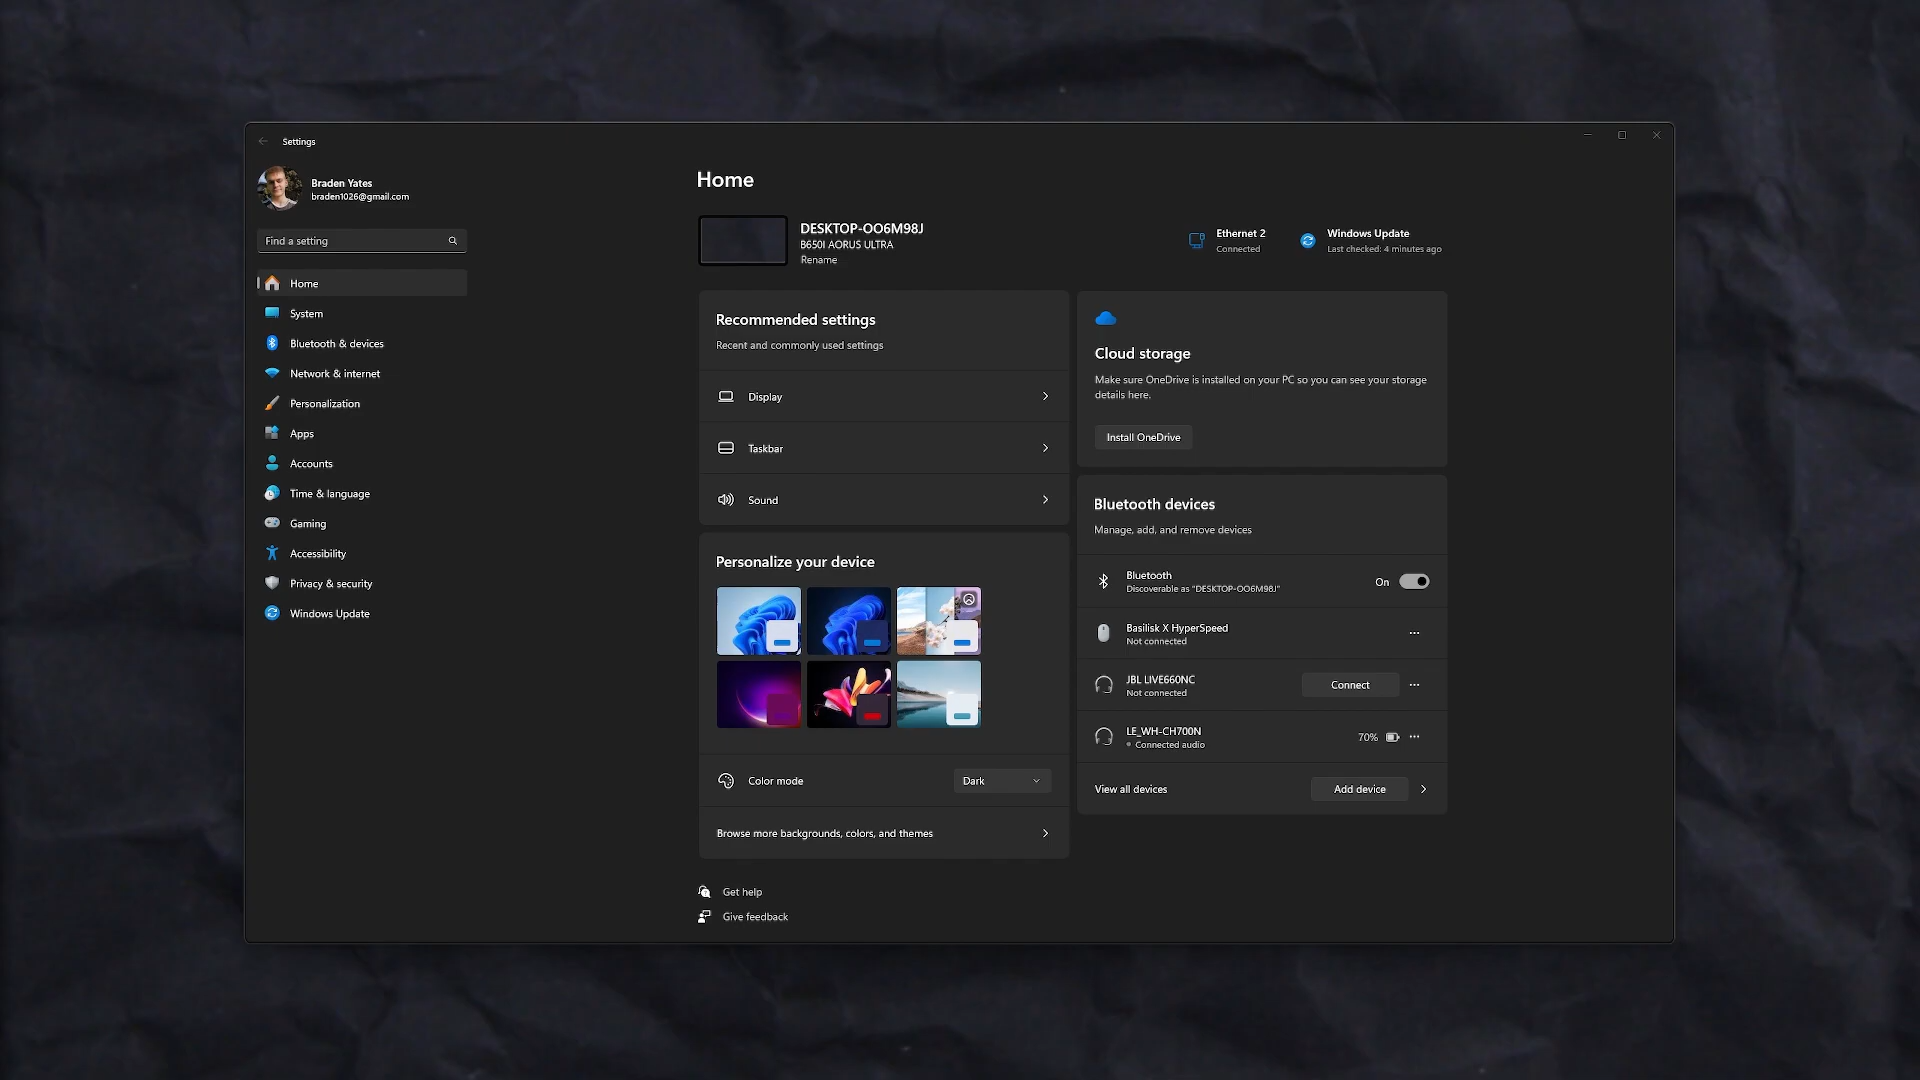 Settings
Braden Yates
braden1026@gmail.com
Find a setting
Home
System
Bluetooth & devices
Network & internet
Personalization
Apps
Accounts
Time & language
Gaming
Accessibility
Privacy & security
Windows Update
Home
DESKTOP-OO6M98J
B650I AORUS ULTRA
Rename
Ethernet 2
Connected
Windows Update
Last checked: 4 minutes ago
Recommended settings
Recent and commonly used settings
Display
Taskbar
Sound
Personalize your device
Color mode
Dark
Browse more backgrounds, colors, and themes
Cloud storage
Make sure OneDrive is installed on your PC so you can see your storage
details here.
Install OneDrive
Bluetooth devices
Manage, add, and remove devices
Bluetooth
Discoverable as "DESKTOP-OO6M98J"
On
Basilisk X HyperSpeed
Not connected
JBL LIVE660NC
Not connected
Connect
LE_WH-CH700N
Connected audio
70%
View all devices
Add device
Get help
Give feedback